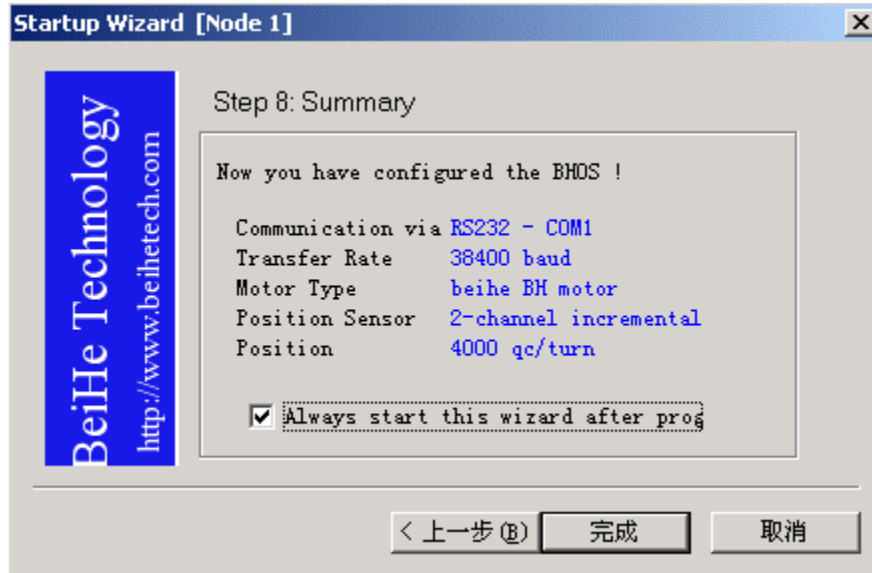 Startup Wizard [Node 1]
BeiHe Technology
http://www.beihetech.com
Step 8: Summary
Now you have configured the BHOS !
Communication via RS232 - COM1
Transfer Rate 38400 baud
Motor Type beihe BH motor
Position Sensor 2-channel incremental
Position 4000 qc/turn
Always start this wizard after prog
< 上一步(B)
完成
取消